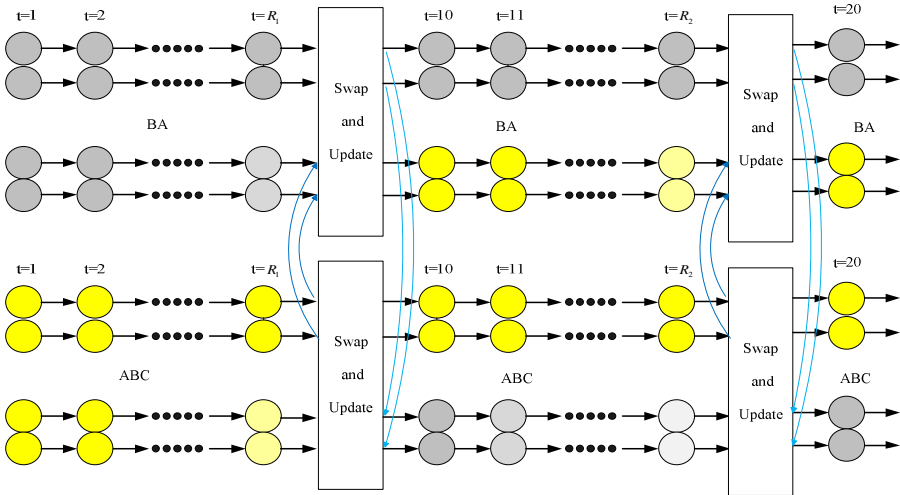 t=1 t=2 t=R₁ t=10 t=11 t=R₂ t=20
Swap
and
Update
Swap
and
Update
BA BA BA
t=1 t=2 t=R₁ t=10 t=11 t=R₂ t=20
Swap
and
Update
Swap
and
Update
ABC ABC ABC